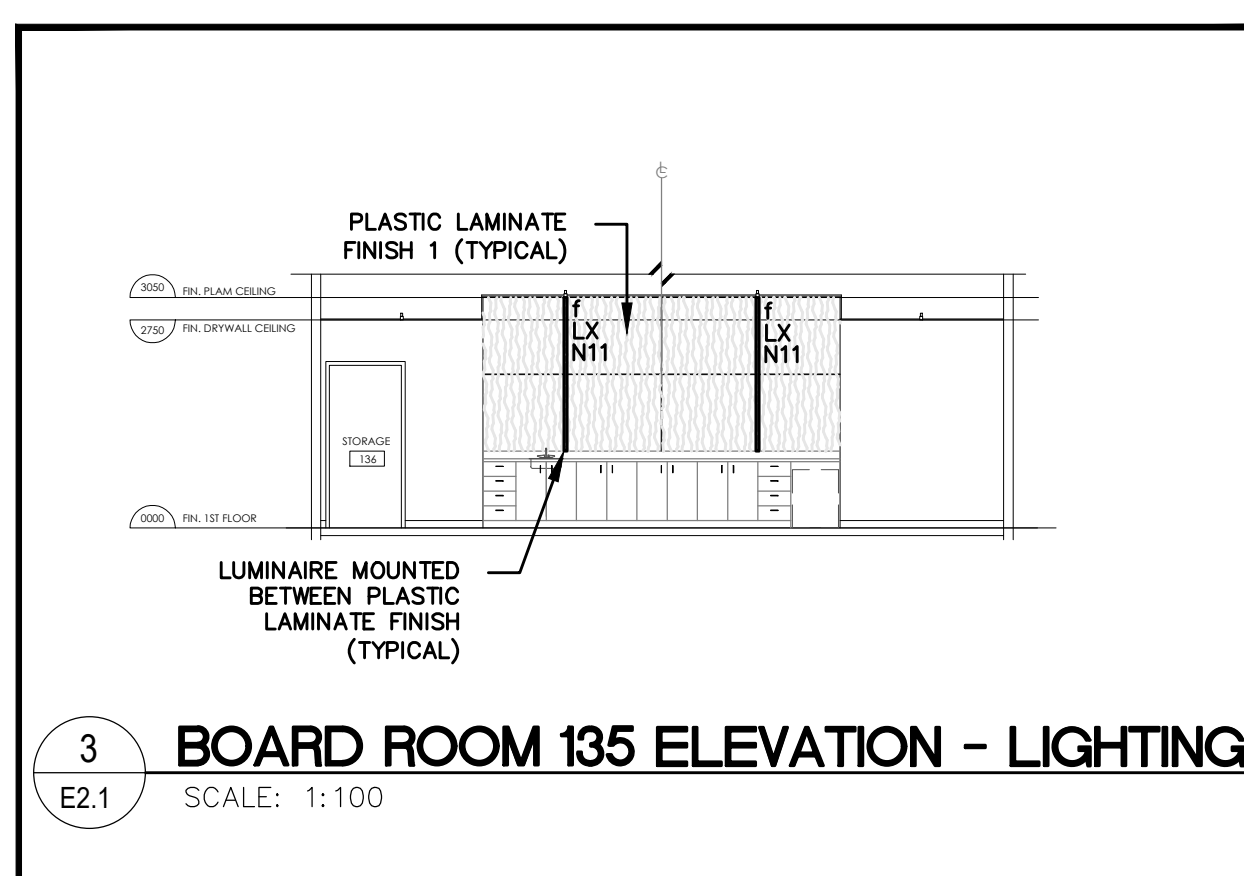 PLASTIC LAMINATE
FINISH 1 (TYPICAL)
3050 FIN. PLAM CEILING
2750 FIN. DRYWALL CEILING
f
LX
N11
f
LX
N11
STORAGE
136
0000 FIN. 1ST FLOOR
LUMINAIRE MOUNTED
BETWEEN PLASTIC
LAMINATE FINISH
(TYPICAL)
3
E2.1
BOARD ROOM 135 ELEVATION - LIGHTING
SCALE: 1:100